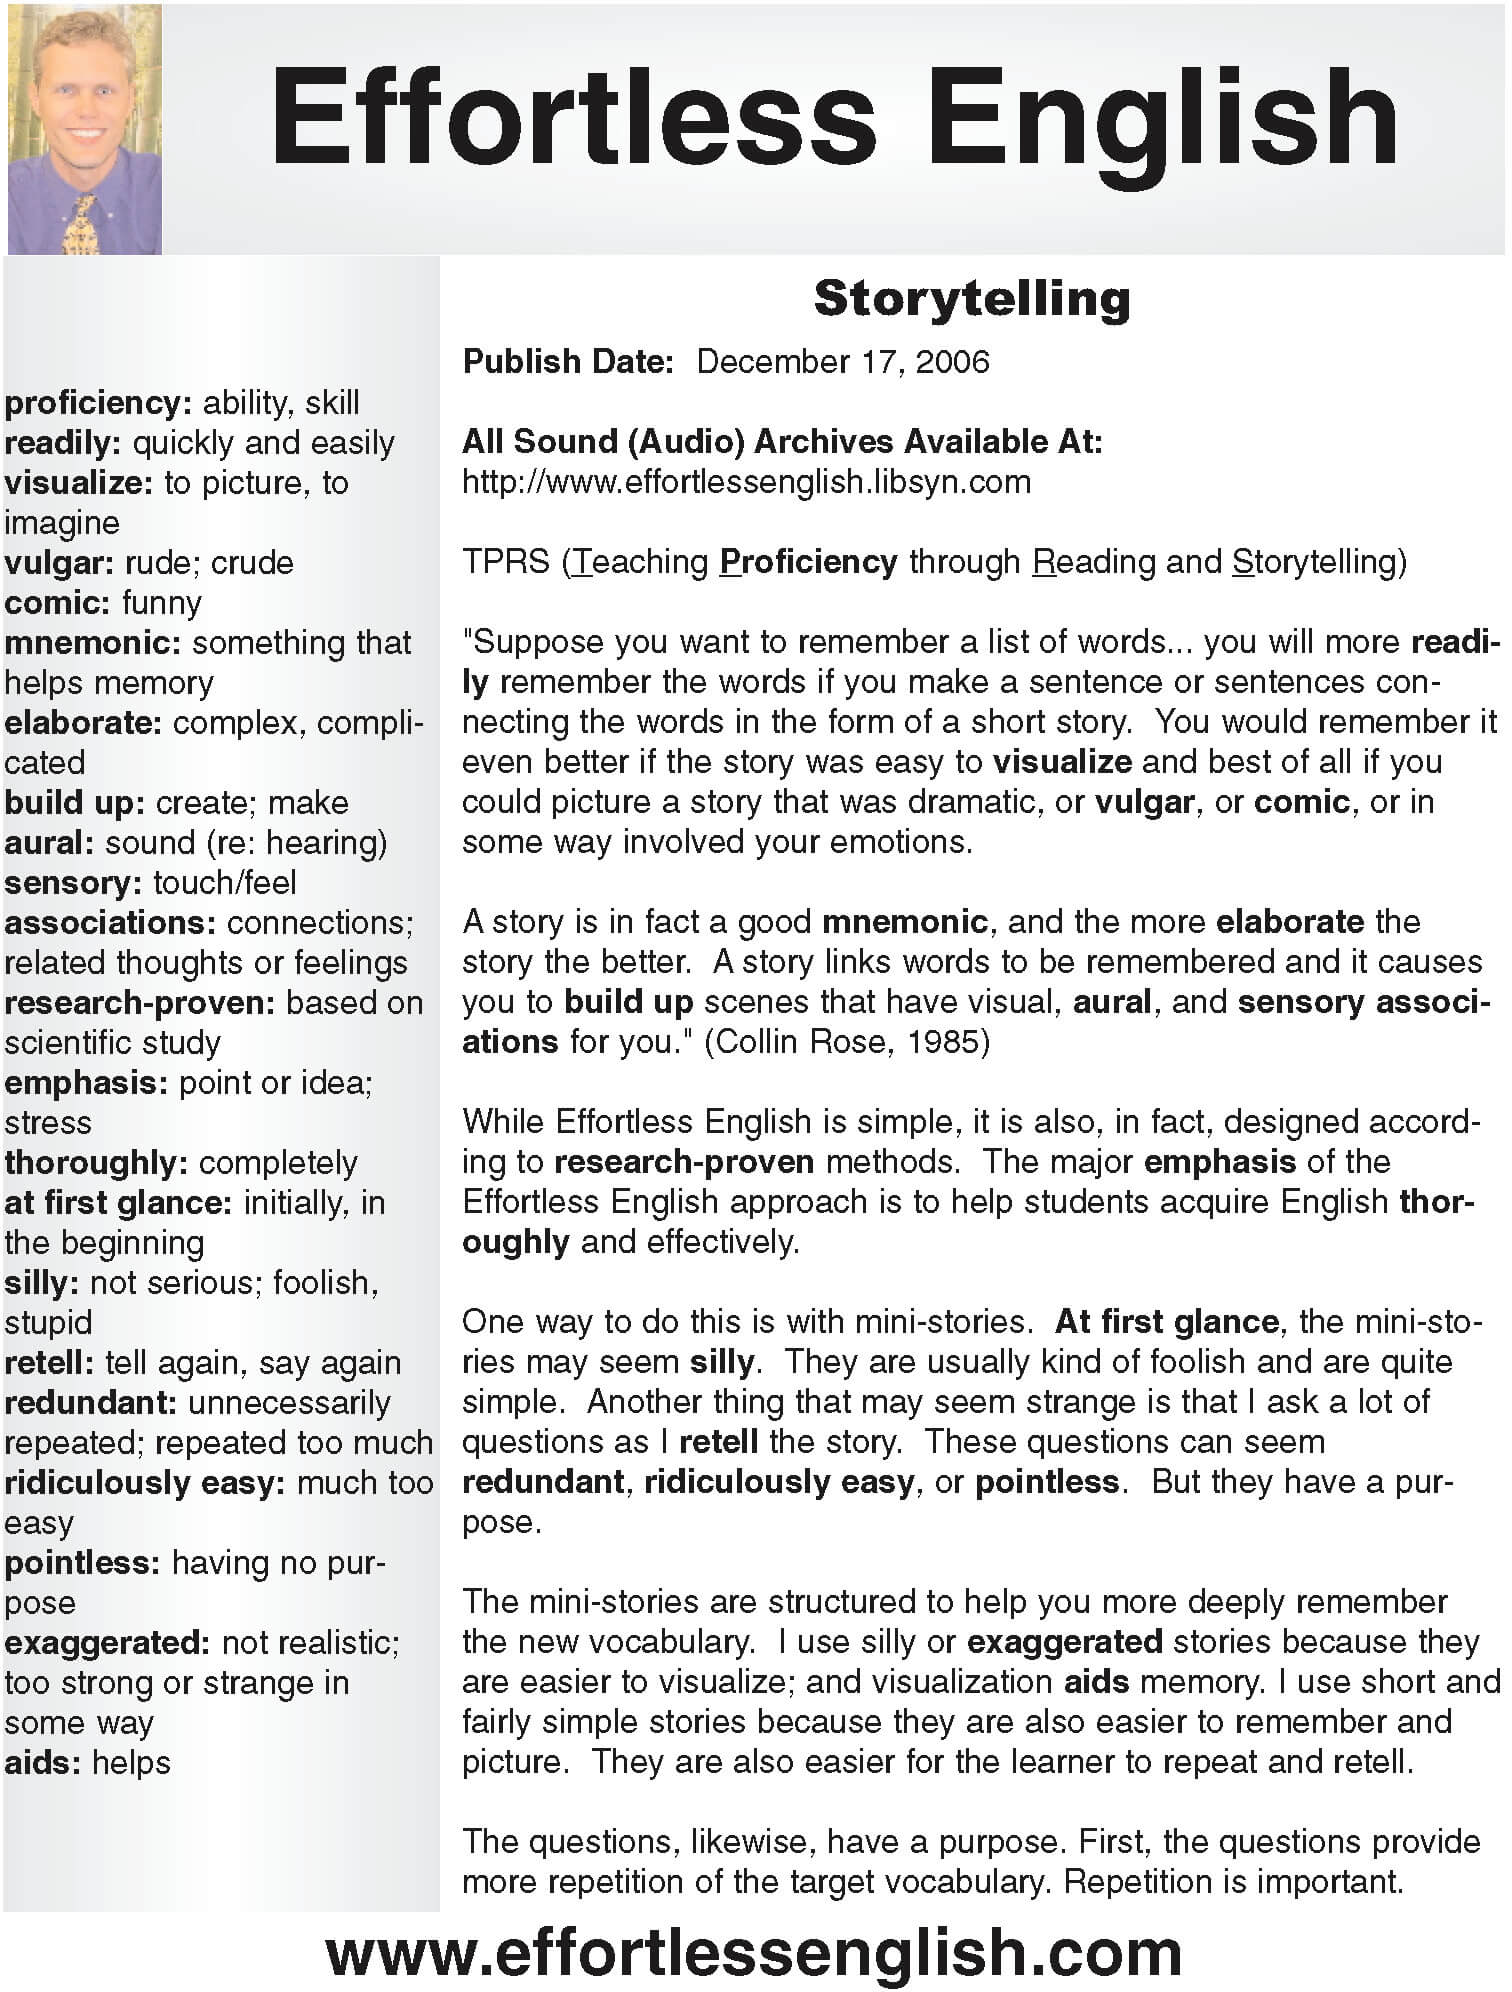 Effortless English
proficiency: ability, skill
readily: quickly and easily
visualize: to picture, to
imagine
vulgar: rude; crude
comic: funny
mnemonic: something that
helps memory
elaborate: complex, compli-
cated
build up: create; make
aural: sound (re: hearing)
sensory: touch/feel
associations: connections;
related thoughts or feelings
research-proven: based on
scientific study
emphasis: point or idea;
stress
thoroughly: completely
at first glance: initially, in
the beginning
silly: not serious; foolish,
stupid
retell: tell again, say again
redundant: unnecessarily
repeated; repeated too much
ridiculously easy: much too
easy
pointless: having no pur-
pose
exaggerated: not realistic;
too strong or strange in
some way
aids: helps
Storytelling
Publish Date:  December 17, 2006
All Sound (Audio) Archives Available At:
http://www.effortlessenglish.libsyn.com
TPRS (Teaching Proficiency through Reading and Storytelling)
"Suppose you want to remember a list of words... you will more readi-
ly remember the words if you make a sentence or sentences con-
necting the words in the form of a short story.  You would remember it
even better if the story was easy to visualize and best of all if you
could picture a story that was dramatic, or vulgar, or comic, or in
some way involved your emotions.
A story is in fact a good mnemonic, and the more elaborate the
story the better.  A story links words to be remembered and it causes
you to build up scenes that have visual, aural, and sensory associ-
ations for you." (Collin Rose, 1985)
While Effortless English is simple, it is also, in fact, designed accord-
ing to research-proven methods.  The major emphasis of the
Effortless English approach is to help students acquire English thor-
oughly and effectively.
One way to do this is with mini-stories.  At first glance, the mini-sto-
ries may seem silly.  They are usually kind of foolish and are quite
simple.  Another thing that may seem strange is that I ask a lot of
questions as I retell the story.  These questions can seem
redundant, ridiculously easy, or pointless.  But they have a pur-
pose.
The mini-stories are structured to help you more deeply remember
the new vocabulary.  I use silly or exaggerated stories because they
are easier to visualize; and visualization aids memory. I use short and
fairly simple stories because they are also easier to remember and
picture.  They are also easier for the learner to repeat and retell.
The questions, likewise, have a purpose. First, the questions provide
more repetition of the target vocabulary. Repetition is important.
www.effortlessenglish.com